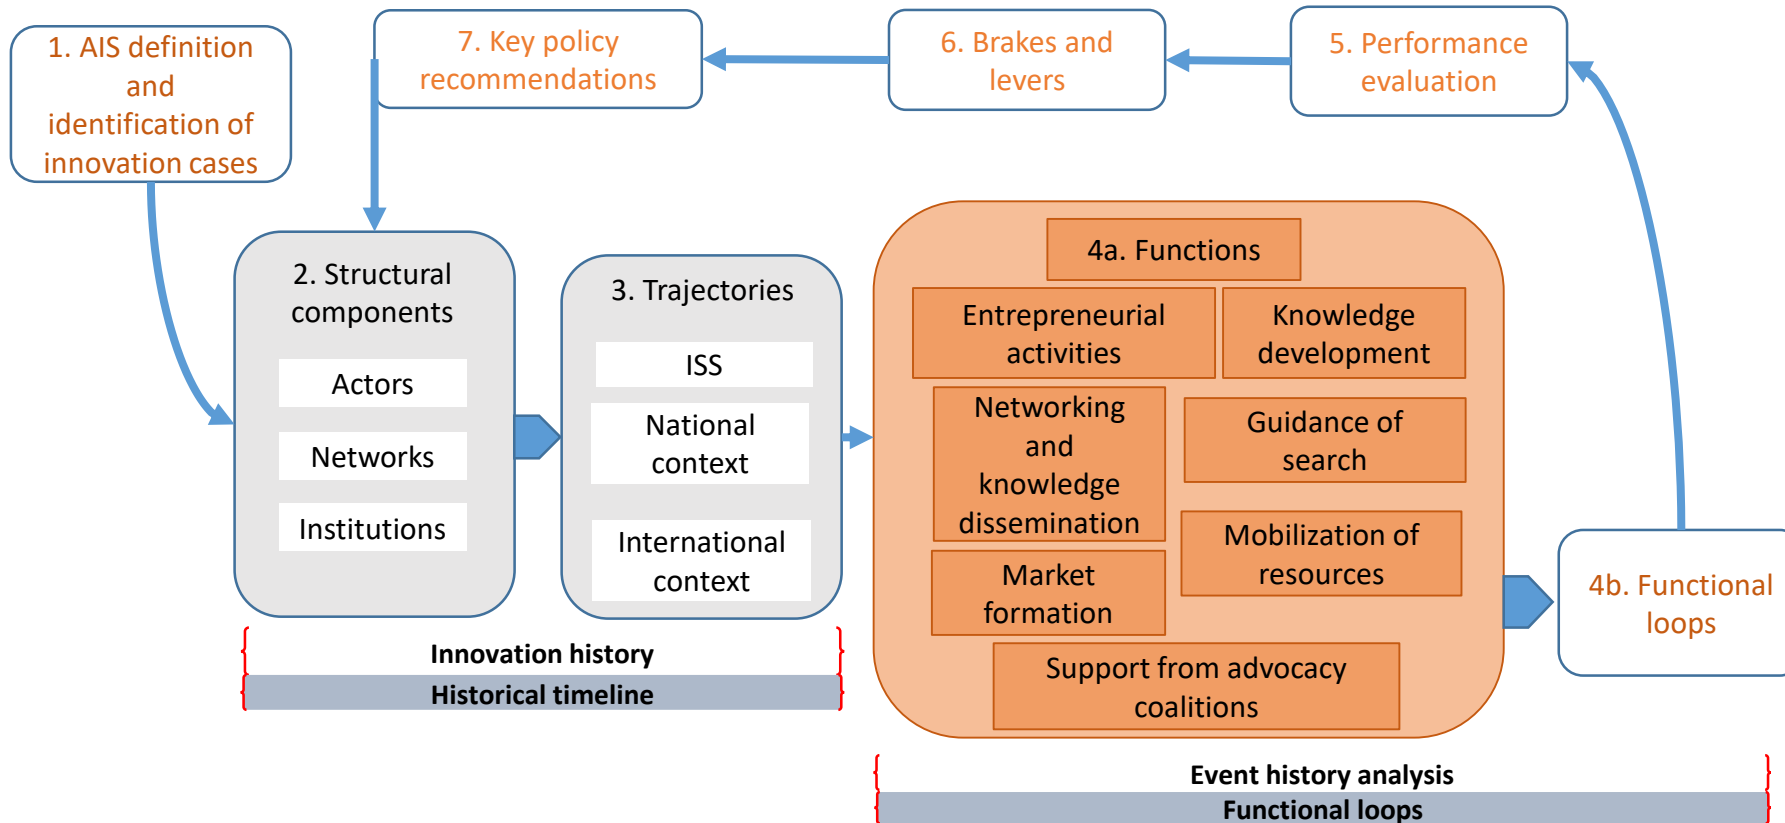 1. AIS definition
and
identification of
innovation cases
7. Key policy
recommendations
6. Brakes and
levers
5. Performance
evaluation
2. Structural
components
Actors
Networks
Institutions
3. Trajectories
ISS
National
context
International
context
4a. Functions
Entrepreneurial
activities
Knowledge
development
Networking
and
knowledge
dissemination
Guidance of
search
Mobilization of
resources
Market
formation
Support from advocacy
coalitions
4b. Functional
loops
Innovation history
Historical timeline
Event history analysis
Functional loops